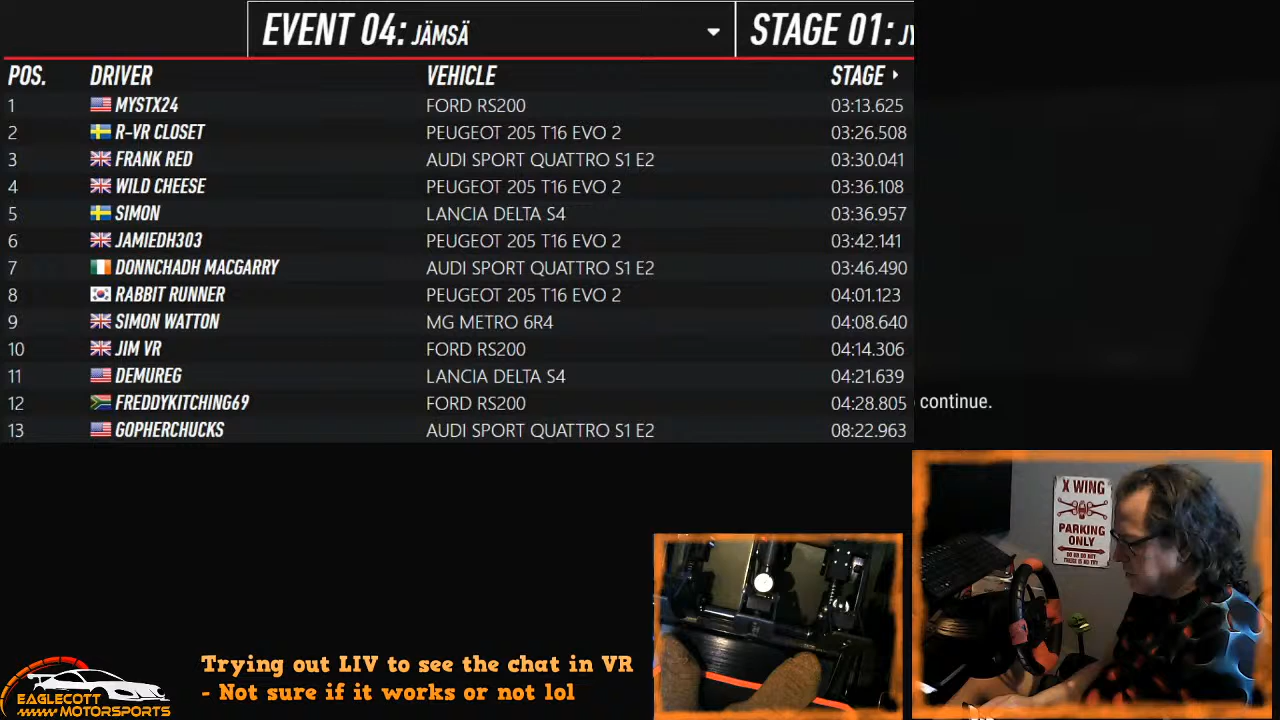 EVENT 04: JÄMSÄ STAGE 01:
POS. DRIVER VEHICLE STAGE
1 MYSTX24 FORD RS200 03:13.625
2 R-VR CLOSET PEUGEOT 205 T16 EVO 2 03:26.508
3 FRANK RED AUDI SPORT QUATTRO S1 E2 03:30.041
4 WILD CHEESE PEUGEOT 205 T16 EVO 2 03:36.108
5 SIMON LANCIA DELTA S4 03:36.957
6 JAMIEDH303 PEUGEOT 205 T16 EVO 2 03:42.141
7 DONNCHADH MACGARRY AUDI SPORT QUATTRO S1 E2 03:46.490
8 RABBIT RUNNER PEUGEOT 205 T16 EVO 2 04:01.123
9 SIMON WATTON MG METRO 6R4 04:08.640
10 JIM VR FORD RS200 04:14.306
11 DEMUREG LANCIA DELTA S4 04:21.639
12 FREDDYKITCHING69 FORD RS200 04:28.805
13 GOPHERCHUCKS AUDI SPORT QUATTRO S1 E2 08:22.963
continue.
X WING
PARKING
ONLY
Trying out LIV to see the chat in VR
- Not sure if it works or not lol
EAGLECOTT
MOTORSPORTS